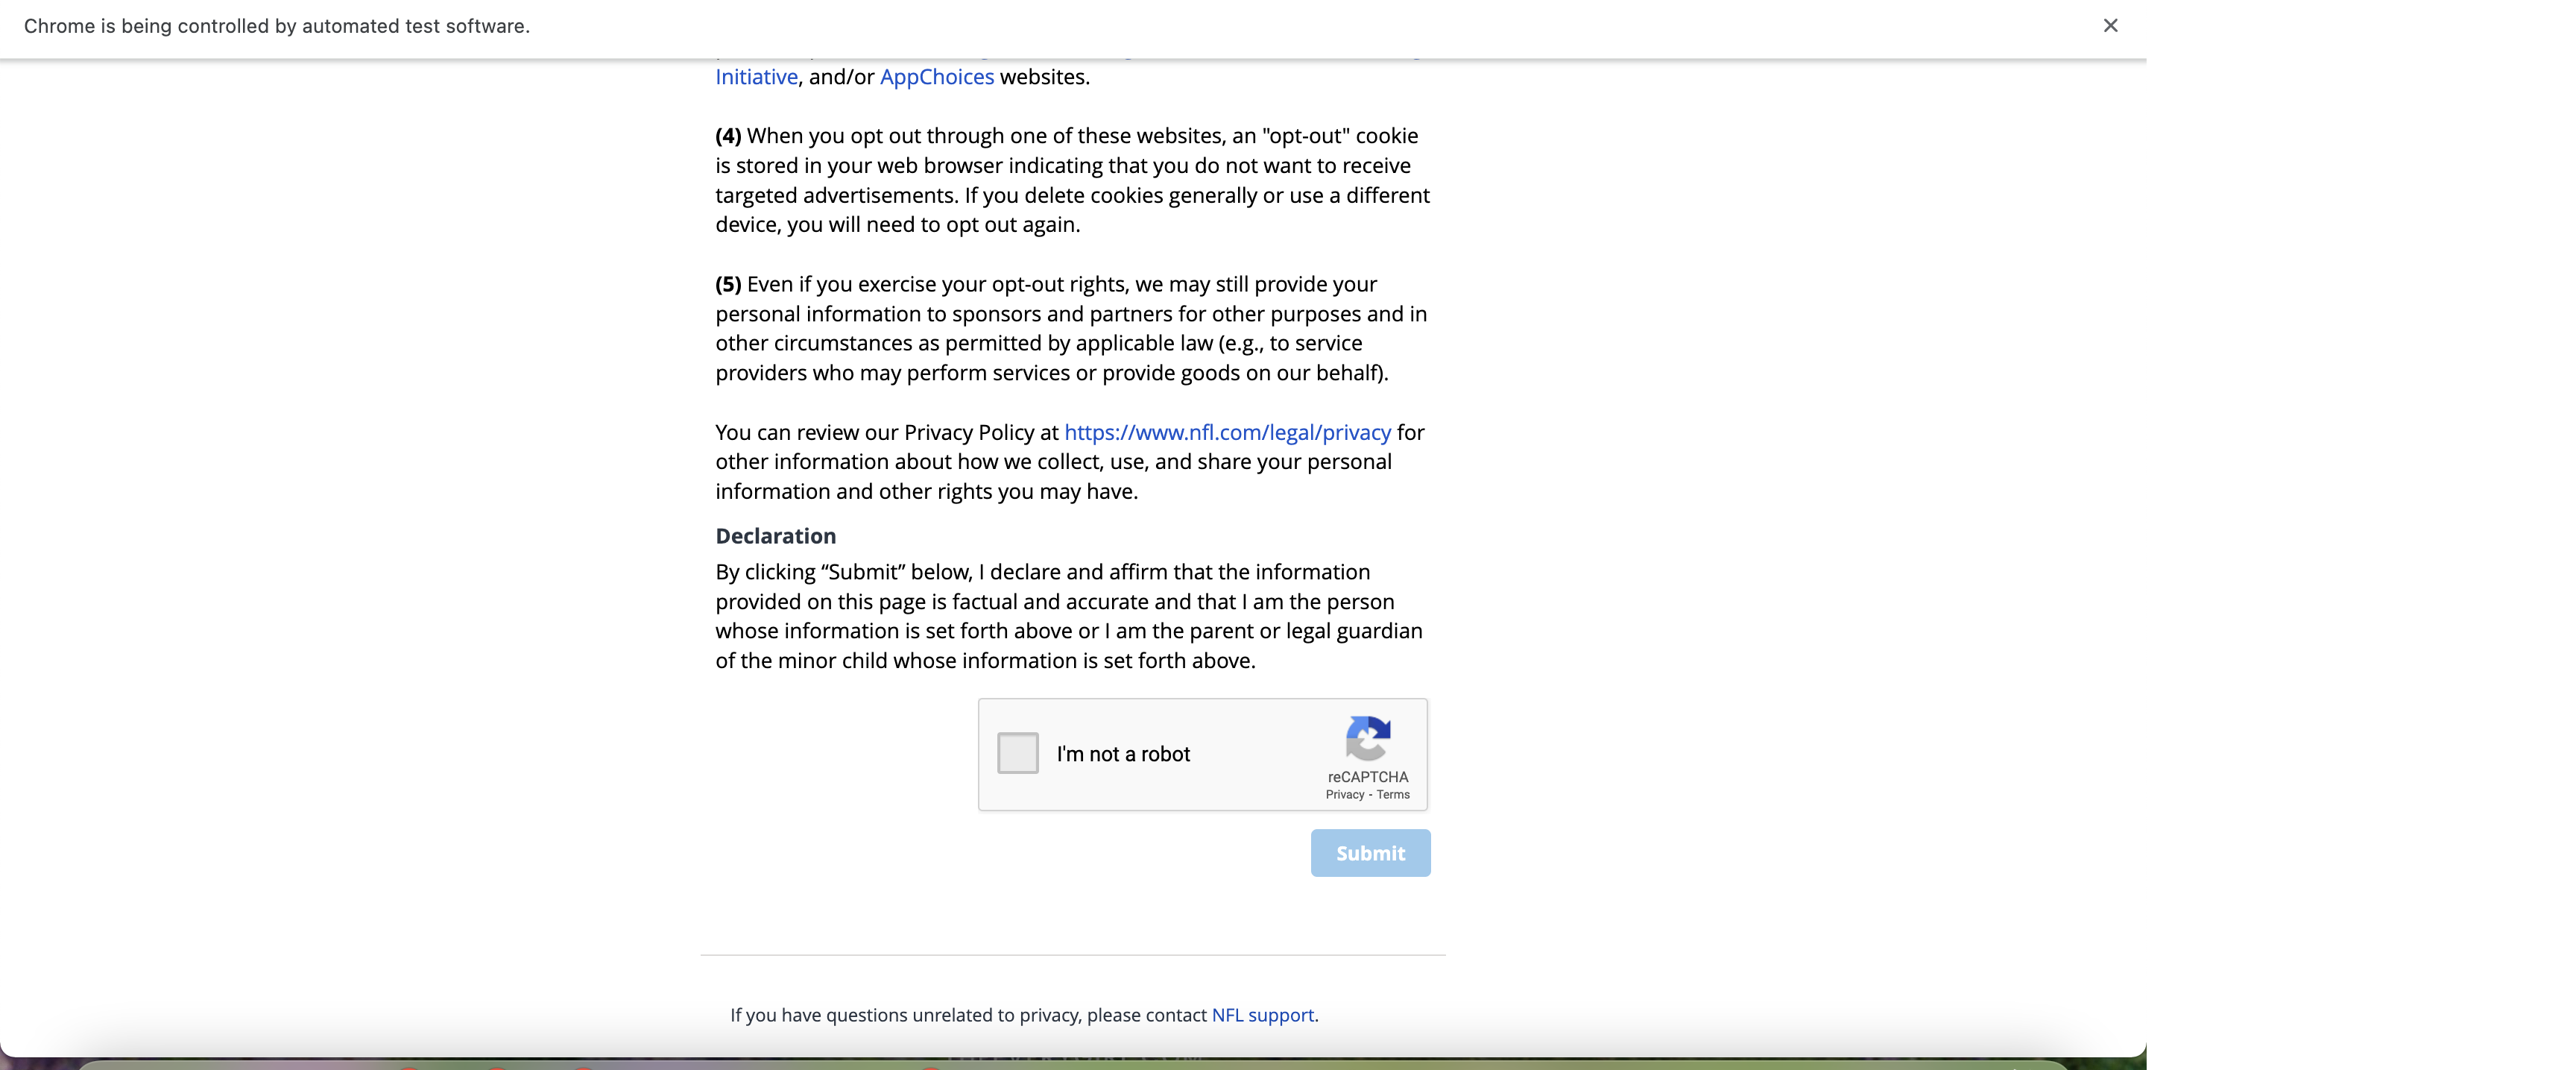 Chrome is being controlled by automated test software.
Initiative, and/or AppChoices websites.
(4) When you opt out through one of these websites, an "opt-out" cookie
is stored in your web browser indicating that you do not want to receive
targeted advertisements. If you delete cookies generally or use a different
device, you will need to opt out again.
(5) Even if you exercise your opt-out rights, we may still provide your
personal information to sponsors and partners for other purposes and in
other circumstances as permitted by applicable law (e.g., to service
providers who may perform services or provide goods on our behalf).
You can review our Privacy Policy at https://www.nfl.com/legal/privacy for
other information about how we collect, use, and share your personal
information and other rights you may have.
Declaration
By clicking “Submit” below, I declare and affirm that the information
provided on this page is factual and accurate and that I am the person
whose information is set forth above or I am the parent or legal guardian
of the minor child whose information is set forth above.
I'm not a robot
reCAPTCHA
Privacy - Terms
Submit
If you have questions unrelated to privacy, please contact NFL support.